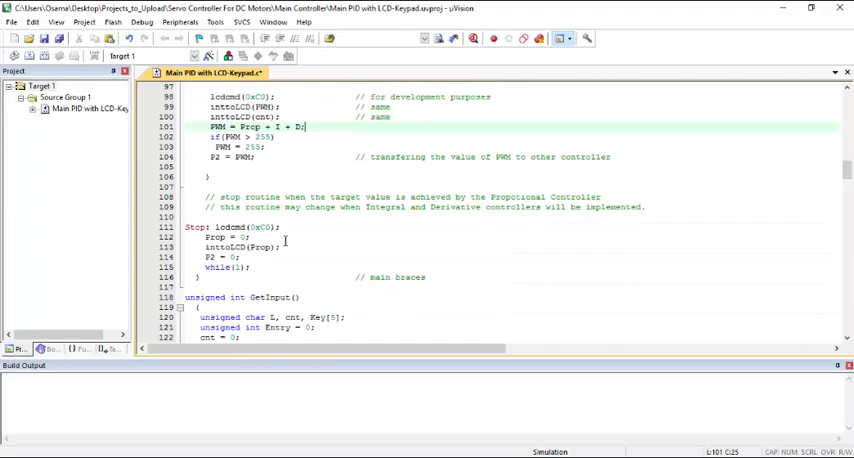 C:\Users\Osama\Desktop\Projects_to_Upload\Servo Controller For DC Motors\Main Controller\Main PID with LCD-Keypad.uvproj - µVision
File Edit View Project Flash Debug Peripherals Tools SVCS Window Help
Target 1
Project
Main PID with LCD-Keypad.c*
Target 1
Source Group 1
Main PID with LCD-Key
97
98 lcdcmd(0xC0); // for development purposes
99 inttoLCD(PWM); // same
100 inttoLCD(cnt); // same
101 PWM = Prop + I + D;
102 if(PWM > 255)
103 PWM = 255;
104 P2 = PWM; // transfering the value of PWM to other controller
105
106 }
107
108 // stop routine when the target value is achieved by the Propotional Controller
109 // this routine may change when Integral and Derivative controllers will be implemented.
110
111 Stop: lcdcmd(0xC0);
112 Prop = 0;
113 inttoLCD(Prop);
114 P2 = 0;
115 while(1);
116 } // main braces
117
118 unsigned int GetInput()
119 {
120 unsigned char L, cnt, Key[5];
121 unsigned int Entry = 0;
122 cnt = 0;
Pr... Bo... {} Fu... Te...
Build Output
Simulation L:101 C:25 CAP NUM SCRL OVR R/W